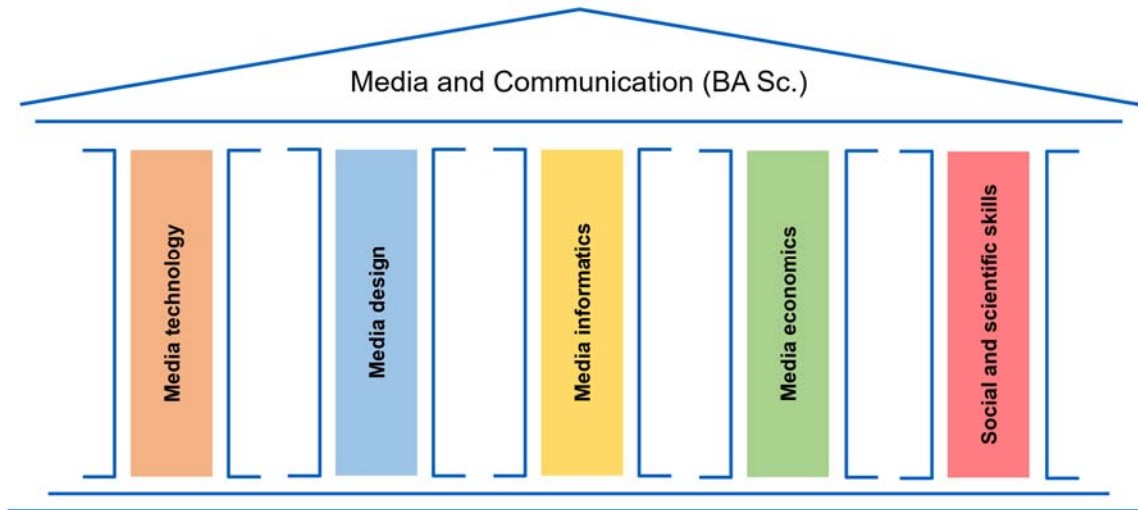 Media and Communication (BA Sc.)
Media technology
Media design
Media informatics
Media economics
Social and scientific skills